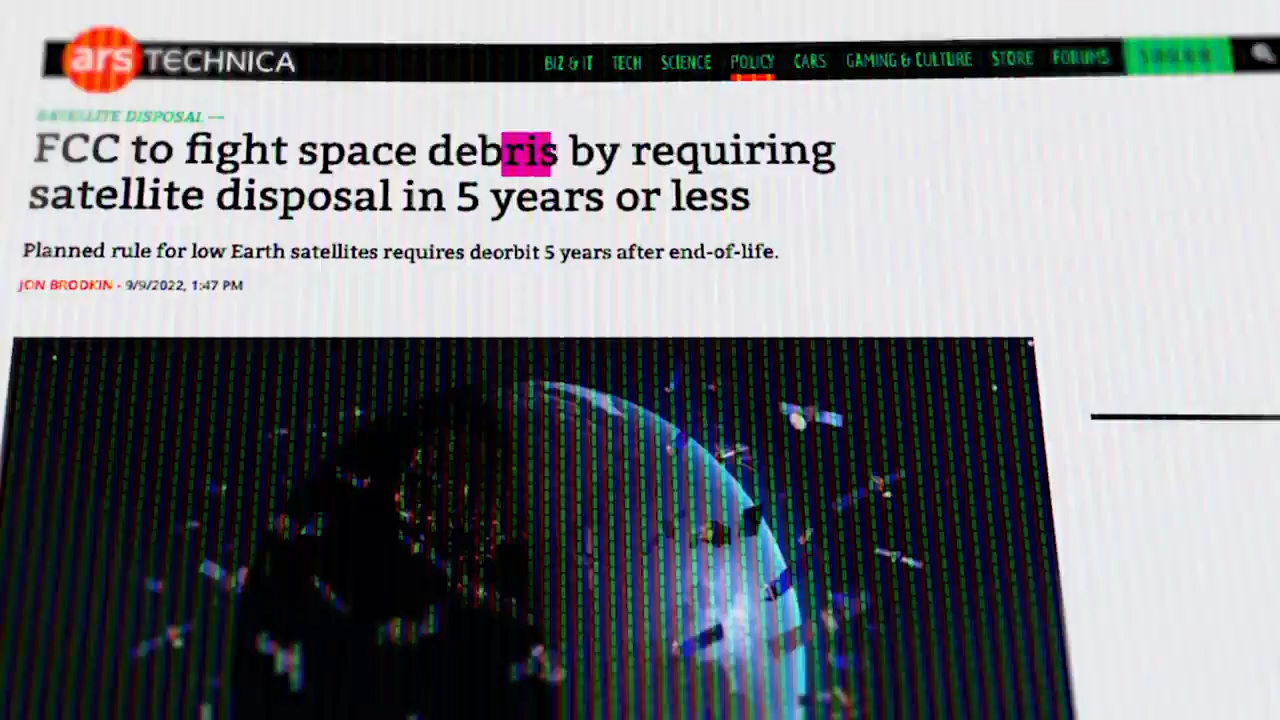 ars TECHNICA
BIZ & IT TECH SCIENCE POLICY CARS GAMING & CULTURE STORE FORUMS
SATELLITE DISPOSAL —
FCC to fight space debris by requiring
satellite disposal in 5 years or less
Planned rule for low Earth satellites requires deorbit 5 years after end-of-life.
JON BRODKIN - 9/9/2022, 1:47 PM